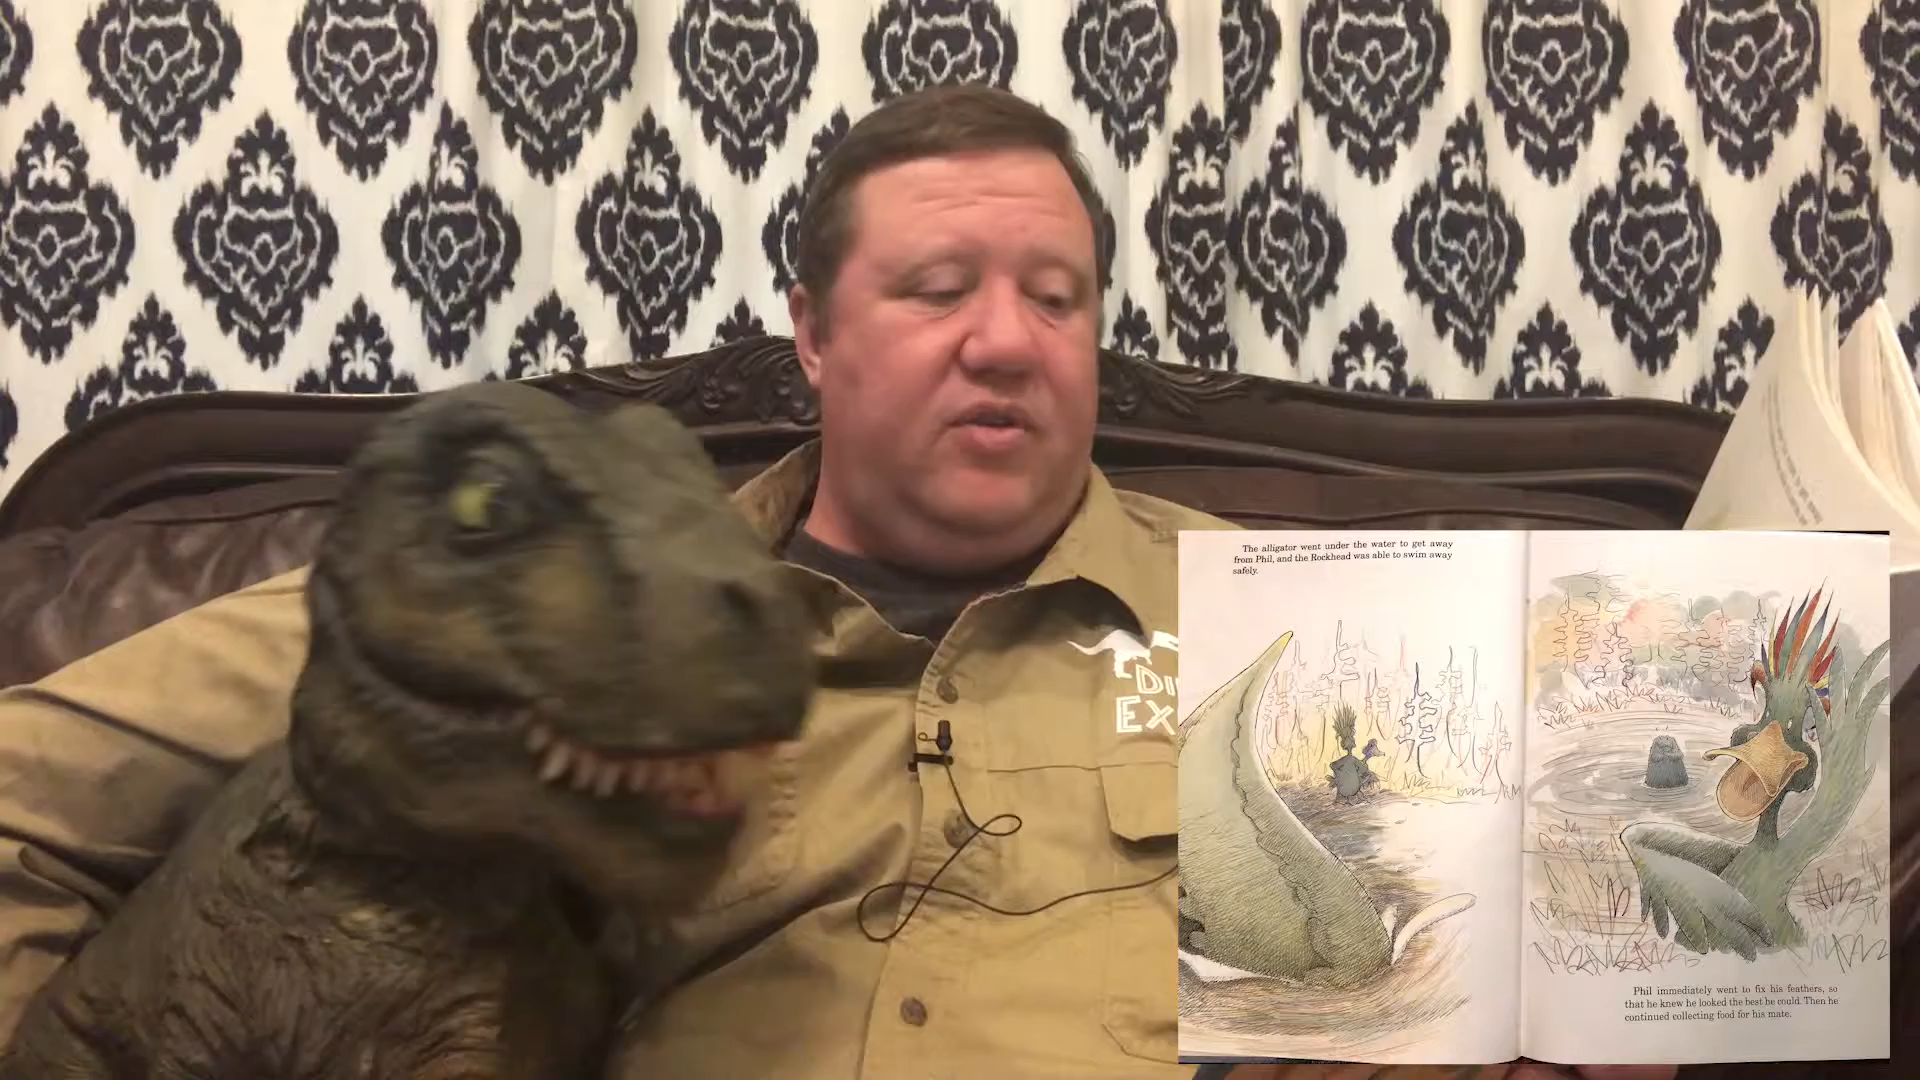 The alligator went under the water to get away
from Phil, and the Rockhead was able to swim away
safely.
Phil immediately went to fix his feathers, so
that he knew he looked the best he could. Then he
continued collecting food for his mate.